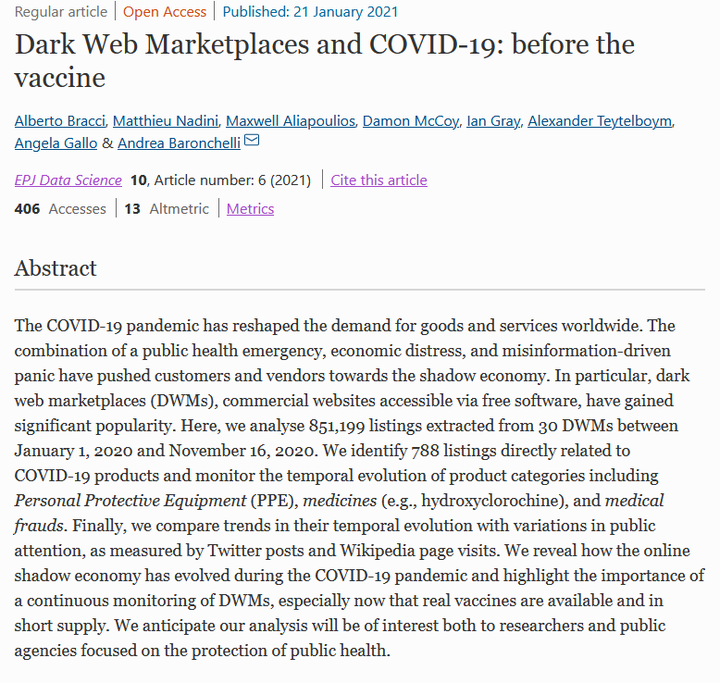 Regular article | Open Access | Published: 21 January 2021
Dark Web Marketplaces and COVID-19: before the
vaccine
Alberto Bracci, Matthieu Nadini, Maxwell Aliapoulios, Damon McCoy, Ian Gray, Alexander Teytelboym,
Angela Gallo & Andrea Baronchelli
EPJ Data Science 10, Article number: 6 (2021) | Cite this article
406 Accesses | 13 Altmetric | Metrics
Abstract
The COVID-19 pandemic has reshaped the demand for goods and services worldwide. The
combination of a public health emergency, economic distress, and misinformation-driven
panic have pushed customers and vendors towards the shadow economy. In particular, dark
web marketplaces (DWMs), commercial websites accessible via free software, have gained
significant popularity. Here, we analyse 851,199 listings extracted from 30 DWMs between
January 1, 2020 and November 16, 2020. We identify 788 listings directly related to
COVID-19 products and monitor the temporal evolution of product categories including
Personal Protective Equipment (PPE), medicines (e.g., hydroxyclorochine), and medical
frauds. Finally, we compare trends in their temporal evolution with variations in public
attention, as measured by Twitter posts and Wikipedia page visits. We reveal how the online
shadow economy has evolved during the COVID-19 pandemic and highlight the importance of
a continuous monitoring of DWMs, especially now that real vaccines are available and in
short supply. We anticipate our analysis will be of interest both to researchers and public
agencies focused on the protection of public health.